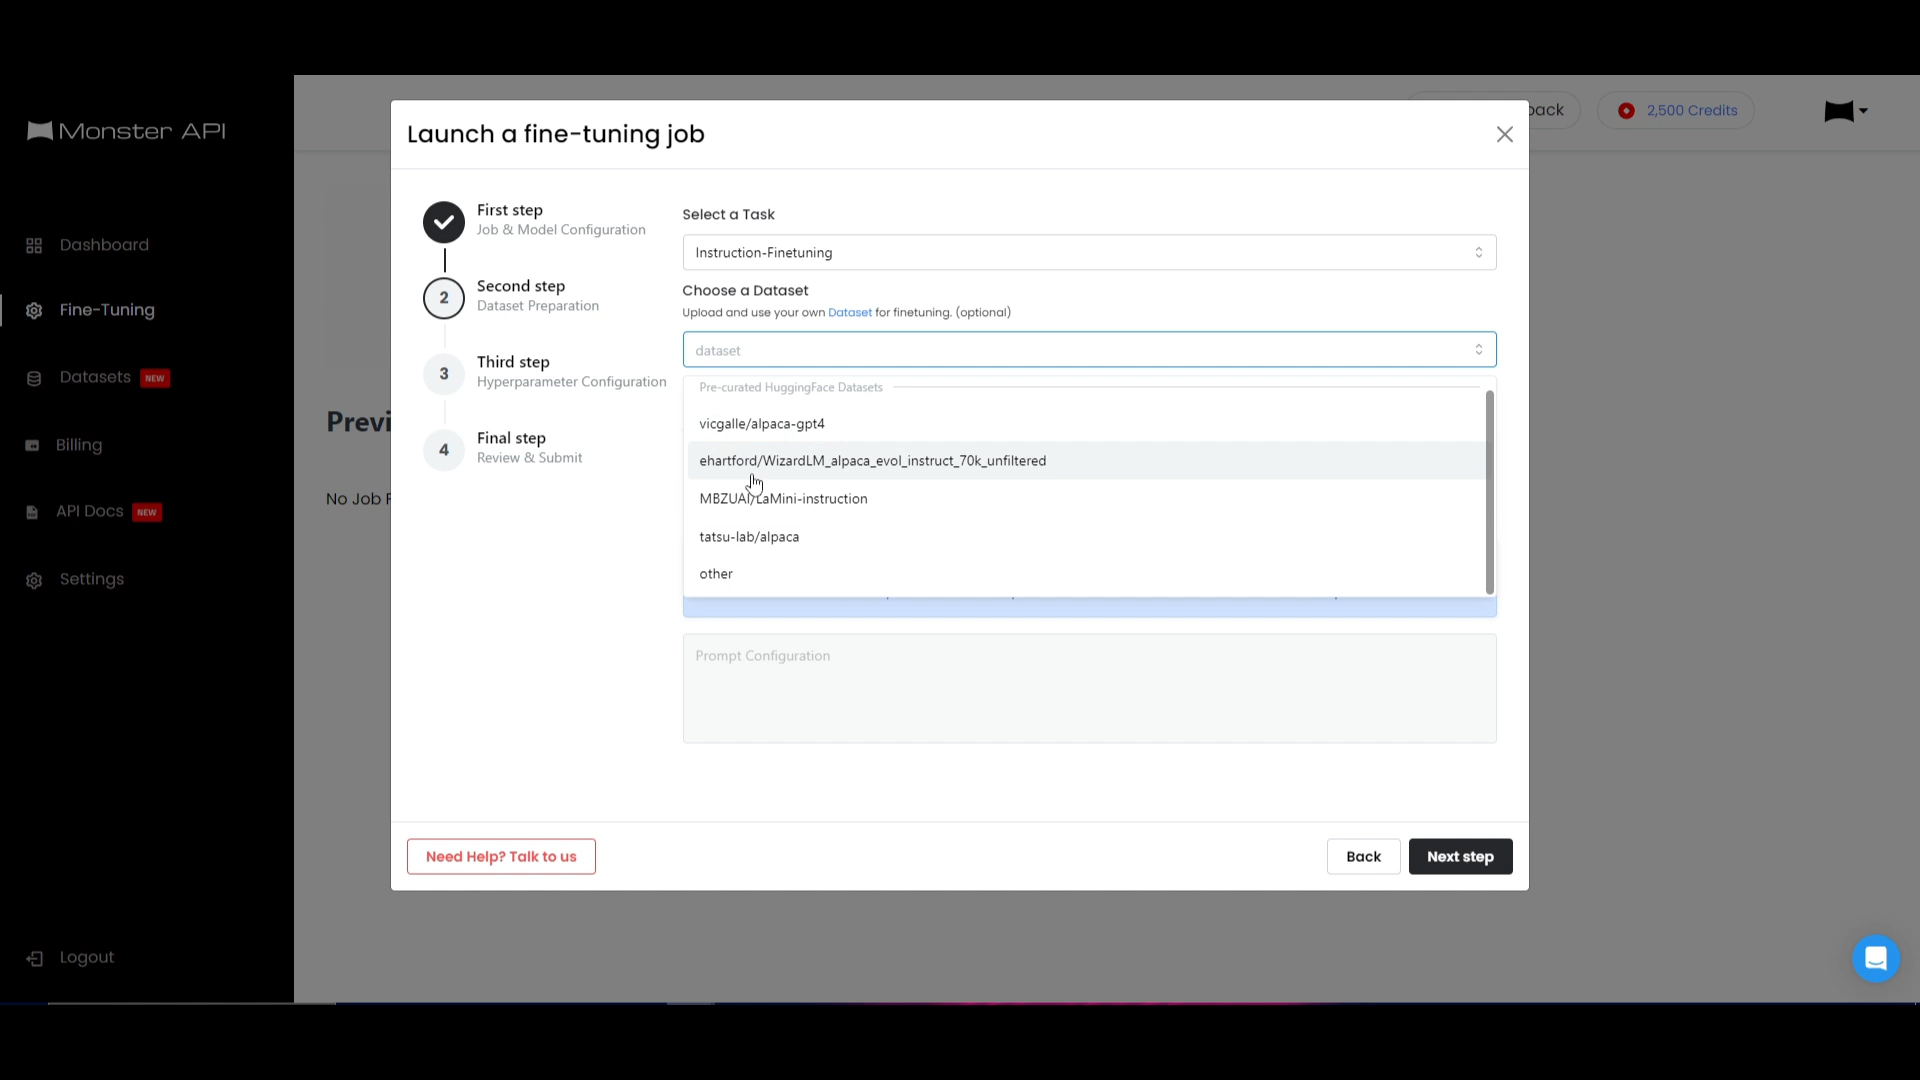 Monster API
Dashboard
Fine-Tuning
Datasets NEW
Billing
API Docs NEW
Settings
Logout
back
2,500 Credits
Previ
No Job
Launch a fine-tuning job
First step
Job & Model Configuration
2
Second step
Dataset Preparation
3
Third step
Hyperparameter Configuration
4
Final step
Review & Submit
Select a Task
Instruction-Finetuning
Choose a Dataset
Upload and use your own Dataset for finetuning. (optional)
dataset
Pre-curated HuggingFace Datasets
vicgalle/alpaca-gpt4
ehartford/WizardLM_alpaca_evol_instruct_70k_unfiltered
MBZUAI/LaMini-instruction
tatsu-lab/alpaca
other
Prompt Configuration
Need Help? Talk to us
Back
Next step